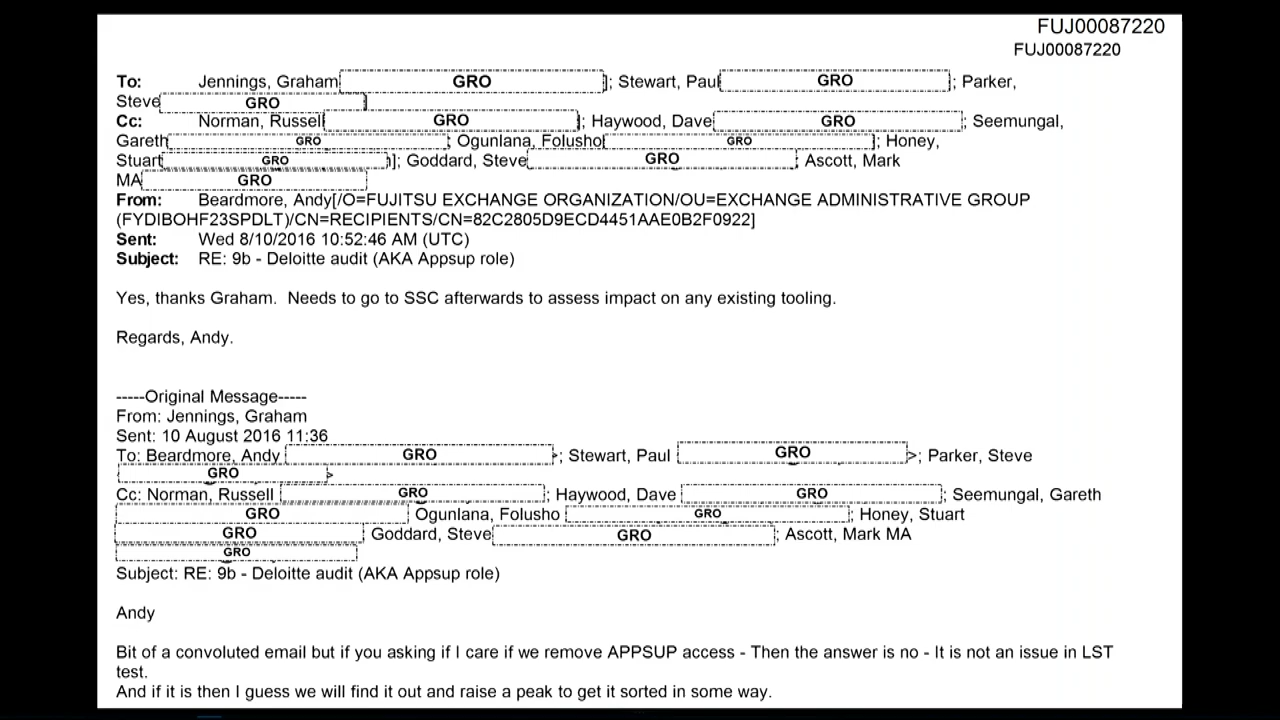 FUJ00087220
FUJ00087220
To: Jennings, Graham GRO ]; Stewart, Paul GRO ; Parker,
Steve GRO ]
Cc: Norman, Russell GRO ; Haywood, Dave GRO ; Seemungal,
Gareth GRO ; Ogunlana, Folusho GRO ]; Honey,
Stuart GRO ]; Goddard, Steve GRO ; Ascott, Mark
MA GRO
From: Beardmore, Andy[/O=FUJITSU EXCHANGE ORGANIZATION/OU=EXCHANGE ADMINISTRATIVE GROUP
(FYDIBOHF23SPDLT)/CN=RECIPIENTS/CN=82C2805D9ECD4451AAE0B2F0922]
Sent: Wed 8/10/2016 10:52:46 AM (UTC)
Subject: RE: 9b - Deloitte audit (AKA Appsup role)
Yes, thanks Graham. Needs to go to SSC afterwards to assess impact on any existing tooling.
Regards, Andy.
-----Original Message-----
From: Jennings, Graham
Sent: 10 August 2016 11:36
To: Beardmore, Andy GRO >; Stewart, Paul GRO >; Parker, Steve
GRO >
Cc: Norman, Russell GRO ; Haywood, Dave GRO ; Seemungal, Gareth
GRO Ogunlana, Folusho GRO ; Honey, Stuart
GRO Goddard, Steve GRO ; Ascott, Mark MA
GRO
Subject: RE: 9b - Deloitte audit (AKA Appsup role)
Andy
Bit of a convoluted email but if you asking if I care if we remove APPSUP access - Then the answer is no - It is not an issue in LST
test.
And if it is then I guess we will find it out and raise a peak to get it sorted in some way.